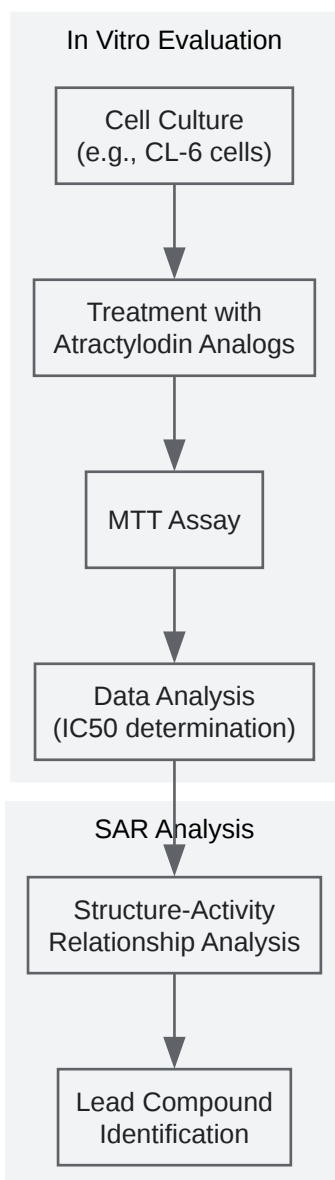 In Vitro Evaluation
Cell Culture
(e.g., CL-6 cells)
Treatment with
Atractylodin Analogs
MTT Assay
Data Analysis
(IC50 determination)
SAR Analysis
Structure-Activity
Relationship Analysis
Lead Compound
Identification